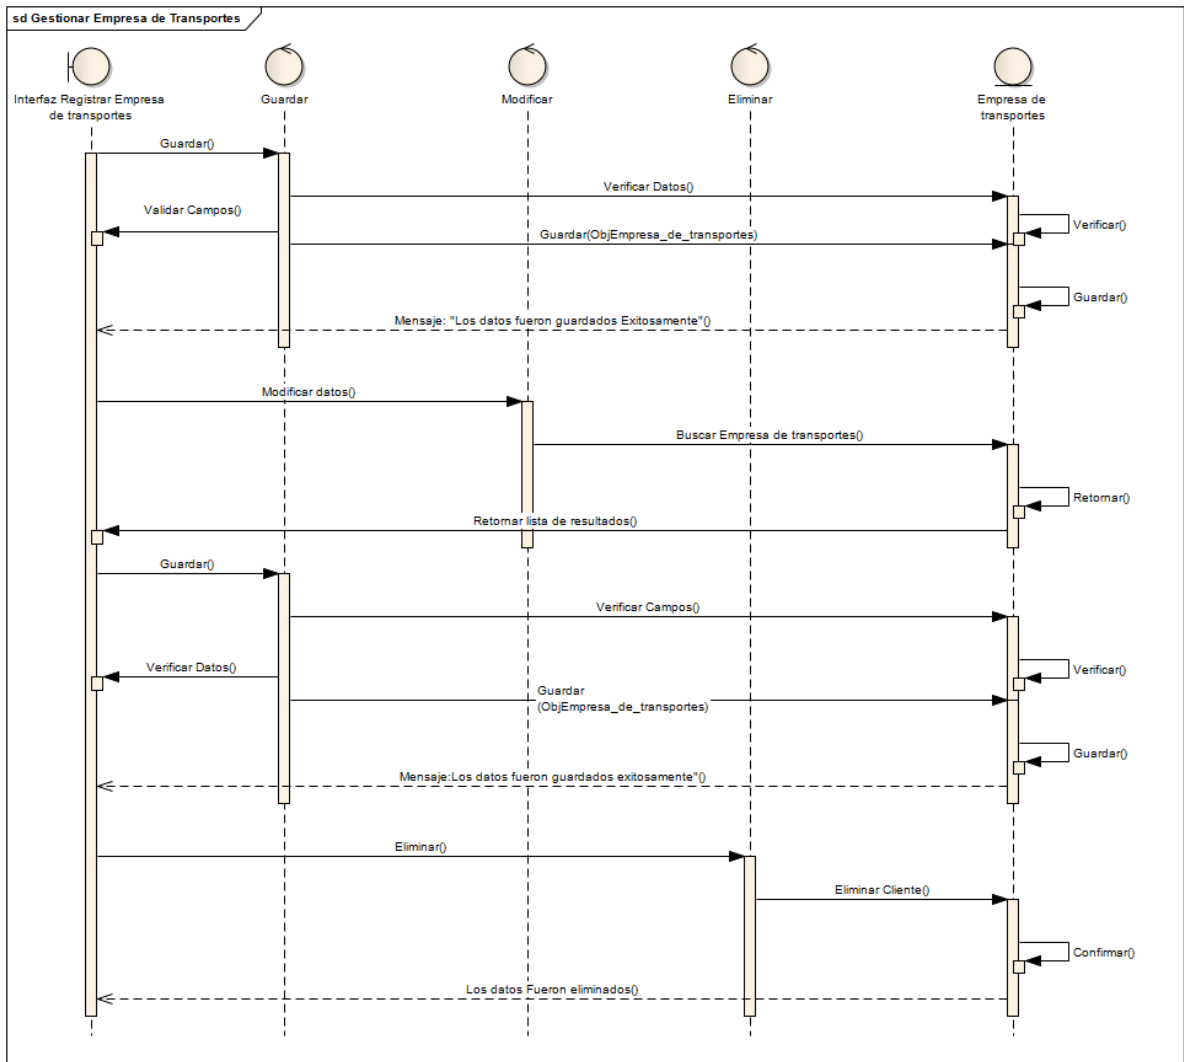 sd Gestionar Empresa de Transportes
Interfaz Registrar Empresa
de transportes
Guardar
Modificar
Eliminar
Empresa de
transportes
Guardar()
Verificar Datos()
Validar Campos()
Verificar()
Guardar(ObjEmpresa_de_transportes)
Guardar()
Mensaje: "Los datos fueron guardados Exitosamente"()
Modificar datos()
Buscar Empresa de transportes()
Retornar()
Retornar lista de resultados()
Guardar()
Verificar Campos()
Verificar Datos()
Verificar()
Guardar
(ObjEmpresa_de_transportes)
Guardar()
Mensaje:Los datos fueron guardados exitosamente"()
Eliminar()
Eliminar Cliente()
Confirmar()
Los datos Fueron eliminados()